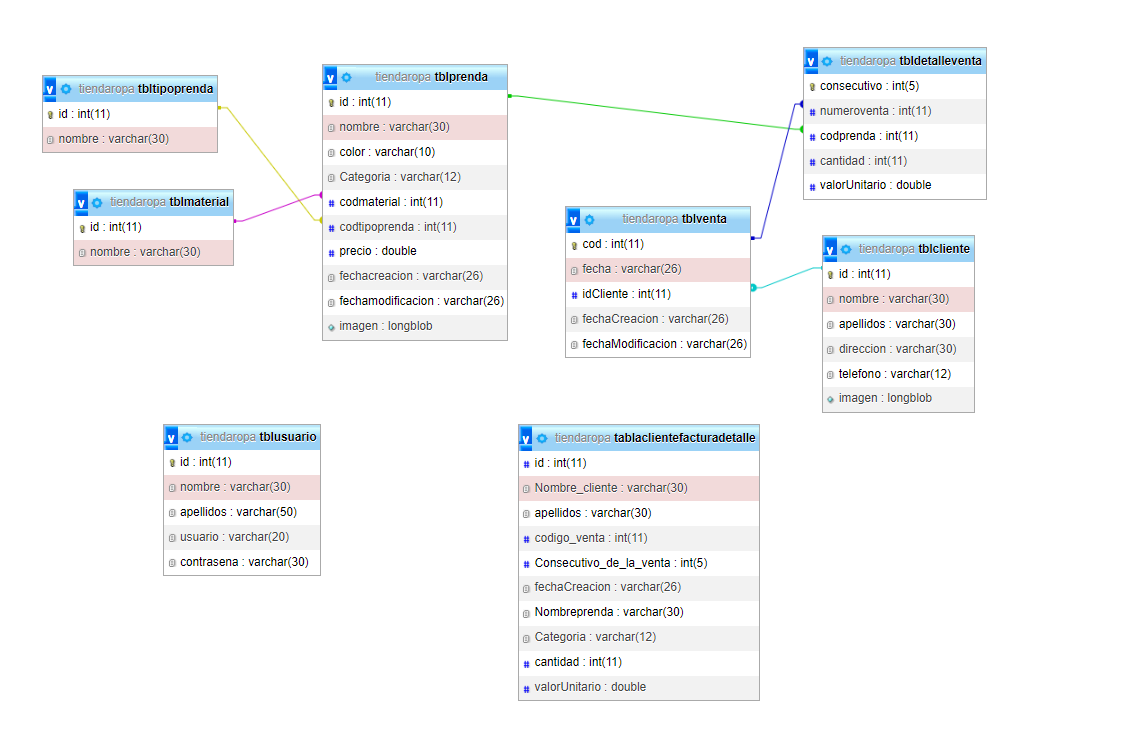 tiendaropa tbltipoprenda
id : int(11)
nombre : varchar(30)
tiendaropa tblmaterial
id : int(11)
nombre : varchar(30)
tiendaropa tblprenda
id : int(11)
nombre : varchar(30)
color : varchar(10)
Categoria : varchar(12)
codmaterial : int(11)
codtipoprenda : int(11)
precio : double
fechacreacion : varchar(26)
fechamodificacion : varchar(26)
imagen : longblob
tiendaropa tbldetalleventa
consecutivo : int(5)
numeroventa : int(11)
codprenda : int(11)
cantidad : int(11)
valorUnitario : double
tiendaropa tblventa
cod : int(11)
fecha : varchar(26)
idCliente : int(11)
fechaCreacion : varchar(26)
fechaModificacion : varchar(26)
tiendaropa tblcliente
id : int(11)
nombre : varchar(30)
apellidos : varchar(30)
direccion : varchar(30)
telefono : varchar(12)
imagen : longblob
tiendaropa tblusuario
id : int(11)
nombre : varchar(30)
apellidos : varchar(50)
usuario : varchar(20)
contrasena : varchar(30)
tiendaropa tablaclientefacturadetalle
id : int(11)
Nombre_cliente : varchar(30)
apellidos : varchar(30)
codigo_venta : int(11)
Consecutivo_de_la_venta : int(5)
fechaCreacion : varchar(26)
Nombreprenda : varchar(30)
Categoria : varchar(12)
cantidad : int(11)
valorUnitario : double